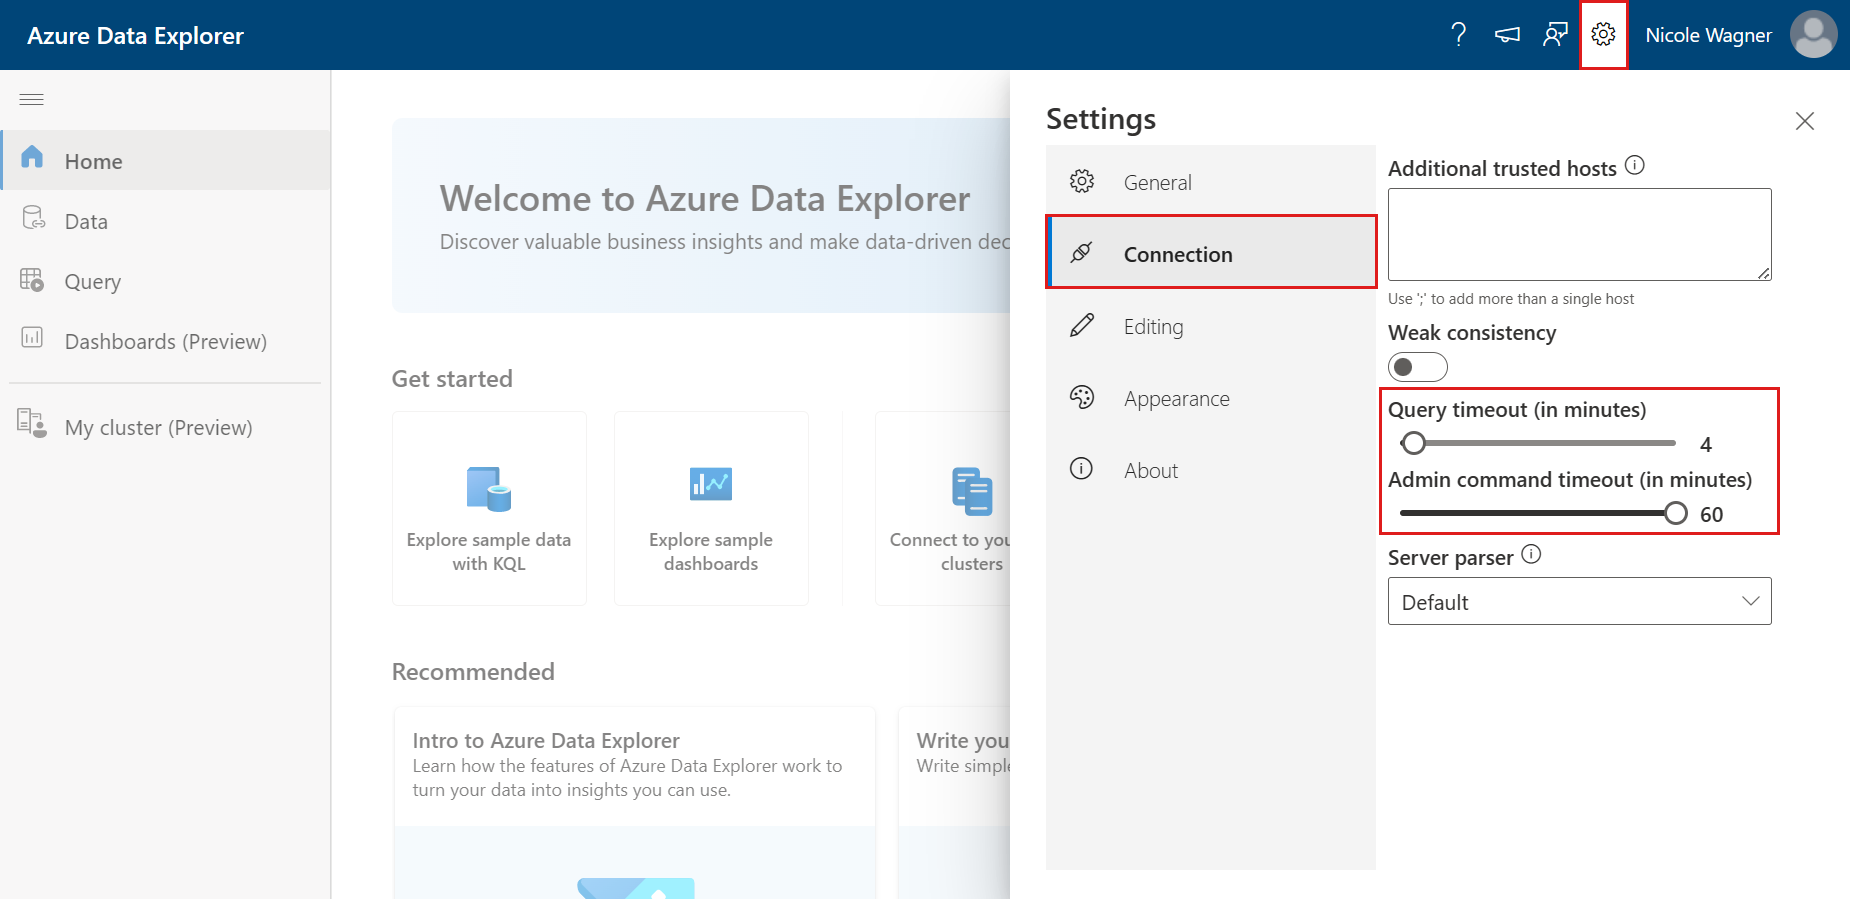 Azure Data Explorer
Nicole Wagner
Home
Data
Query
Dashboards (Preview)
My cluster (Preview)
Welcome to Azure Data Explorer
Discover valuable business insights and make data-driven dec
Get started
Explore sample data
with KQL
Explore sample
dashboards
Connect to you
clusters
Recommended
Intro to Azure Data Explorer
Learn how the features of Azure Data Explorer work to
turn your data into insights you can use.
Write you
Write simple
Settings
General
Connection
Editing
Appearance
About
Additional trusted hosts
Use ';' to add more than a single host
Weak consistency
Query timeout (in minutes)
4
Admin command timeout (in minutes)
60
Server parser
Default